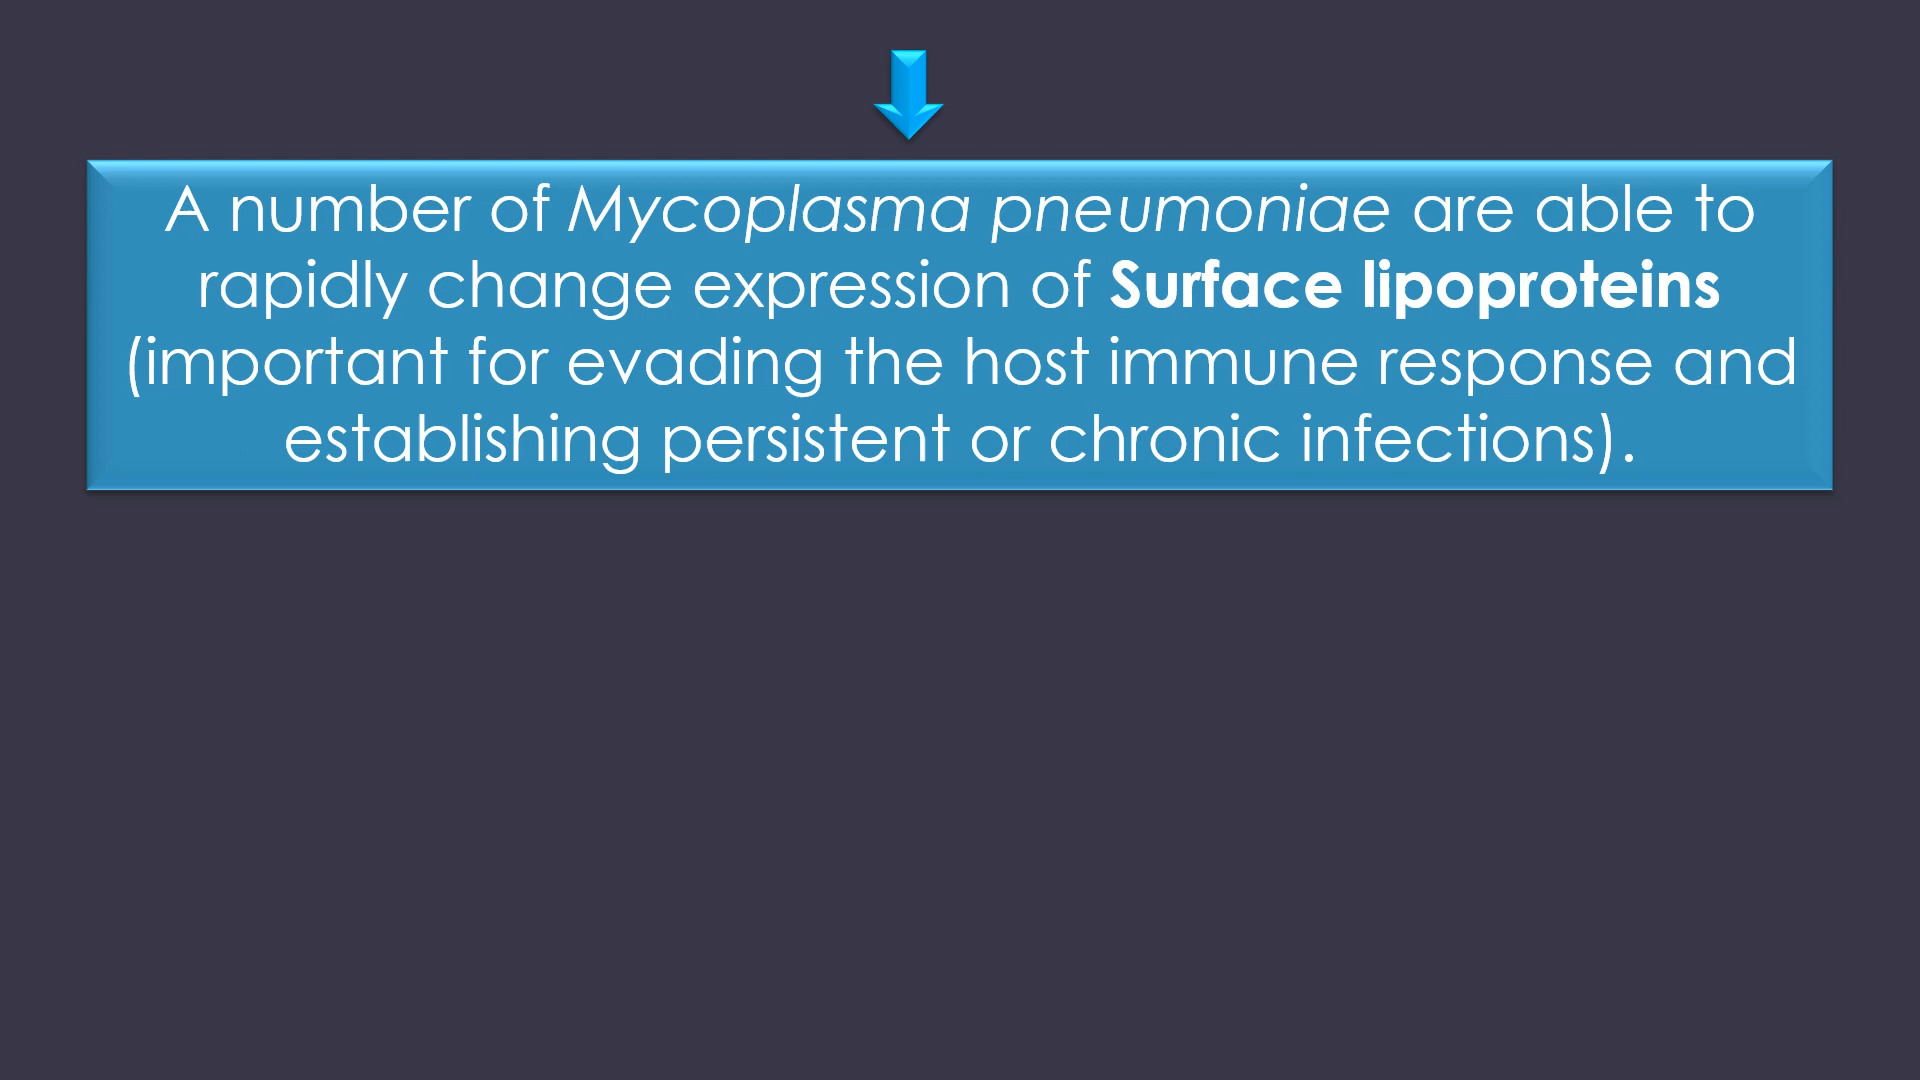 A number of Mycoplasma pneumoniae are able to
rapidly change expression of Surface lipoproteins
(important for evading the host immune response and
establishing persistent or chronic infections).